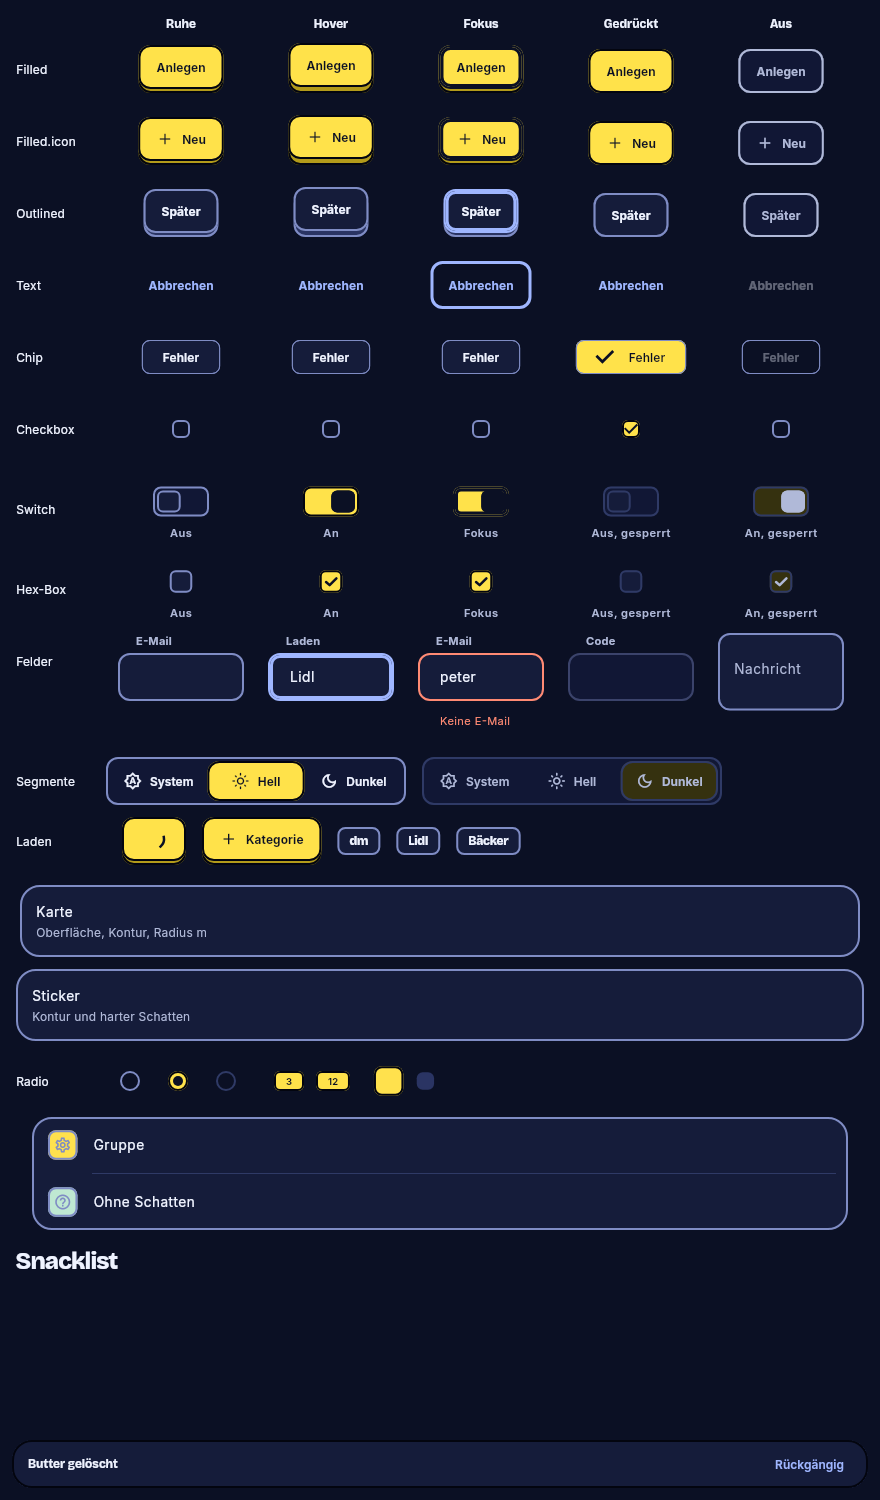 Ruhe Hover Fokus Gedrückt Aus
Filled Anlegen Anlegen Anlegen Anlegen Anlegen
Filled.icon Neu Neu Neu Neu Neu
Outlined Später Später Später Später Später
Text Abbrechen Abbrechen Abbrechen Abbrechen Abbrechen
Chip Fehler Fehler Fehler Fehler Fehler
Checkbox
Switch
Aus An Fokus Aus, gesperrt An, gesperrt
Hex-Box
Aus An Fokus Aus, gesperrt An, gesperrt
E-Mail Laden E-Mail Code
Felder Lidl peter Nachricht
Keine E-Mail
Segmente System Hell Dunkel System Hell Dunkel
Laden Kategorie dm Lidl Bäcker
Karte
Oberfläche, Kontur, Radius m
Sticker
Kontur und harter Schatten
Radio 3 12
Gruppe
Ohne Schatten
Snacklist
Butter gelöscht Rückgängig